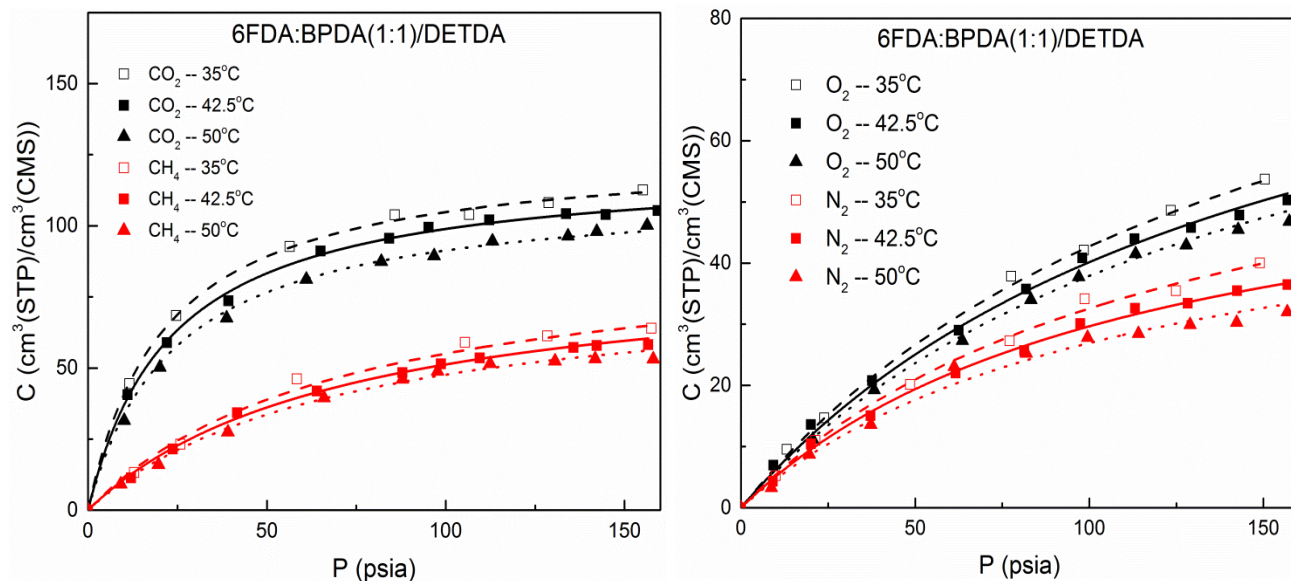 6FDA:BPDA(1:1)/DETDA
CO₂ -- 35°C
CO₂ -- 42.5°C
CO₂ -- 50°C
CH₄ -- 35°C
CH₄ -- 42.5°C
CH₄ -- 50°C
C (cm³(STP)/cm³(CMS))
150
100
50
0
0 50 100 150
P (psia)
6FDA:BPDA(1:1)/DETDA
O₂ -- 35°C
O₂ -- 42.5°C
O₂ -- 50°C
N₂ -- 35°C
N₂ -- 42.5°C
N₂ -- 50°C
C (cm³(STP)/cm³(CMS))
80
60
40
20
0
0 50 100 150
P (psia)